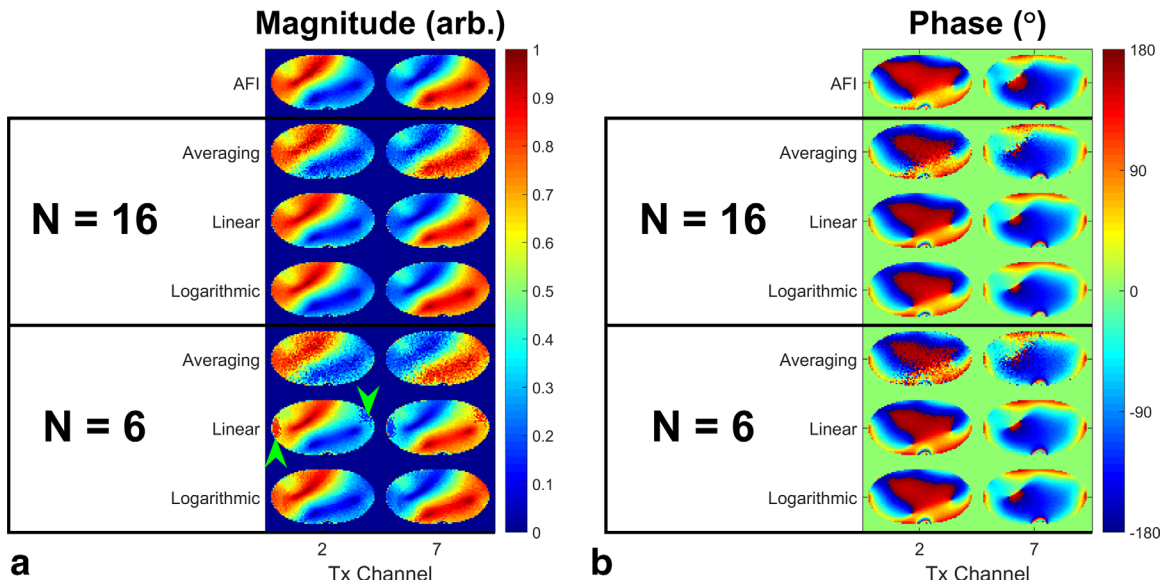 Magnitude (arb.)
AFI
N = 16
Averaging
Linear
Logarithmic
N = 6
Averaging
Linear
Logarithmic
1
0.9
0.8
0.7
0.6
0.5
0.4
0.3
0.2
0.1
0
2 7
Tx Channel
a
Phase (°)
AFI
N = 16
Averaging
Linear
Logarithmic
N = 6
Averaging
Linear
Logarithmic
180
90
0
-90
-180
2 7
Tx Channel
b